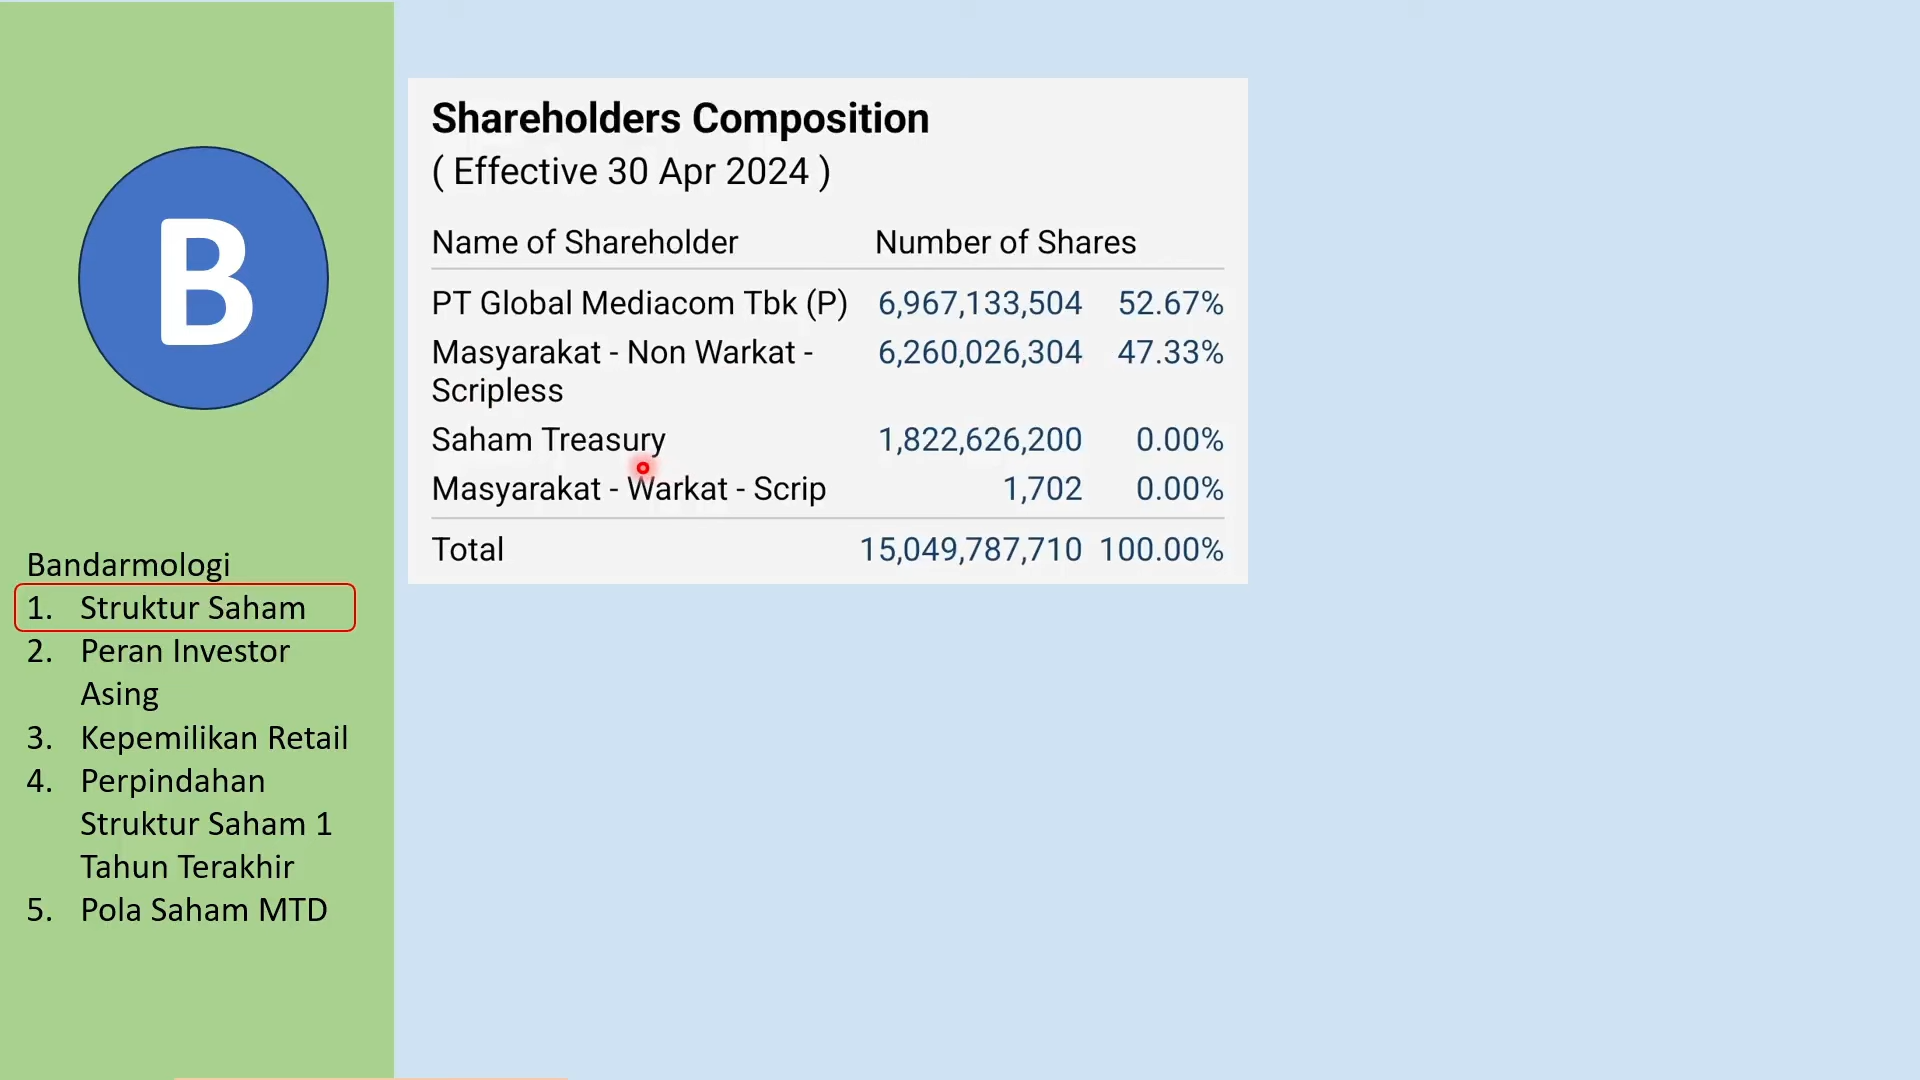 B
Bandarmologi
1. Struktur Saham
2. Peran Investor
Asing
3. Kepemilikan Retail
4. Perpindahan
Struktur Saham 1
Tahun Terakhir
5. Pola Saham MTD
Shareholders Composition
( Effective 30 Apr 2024 )
Name of Shareholder Number of Shares
PT Global Mediacom Tbk (P) 6,967,133,504 52.67%
Masyarakat - Non Warkat - 6,260,026,304 47.33%
Scripless
Saham Treasury 1,822,626,200 0.00%
Masyarakat - Warkat - Scrip 1,702 0.00%
Total 15,049,787,710 100.00%